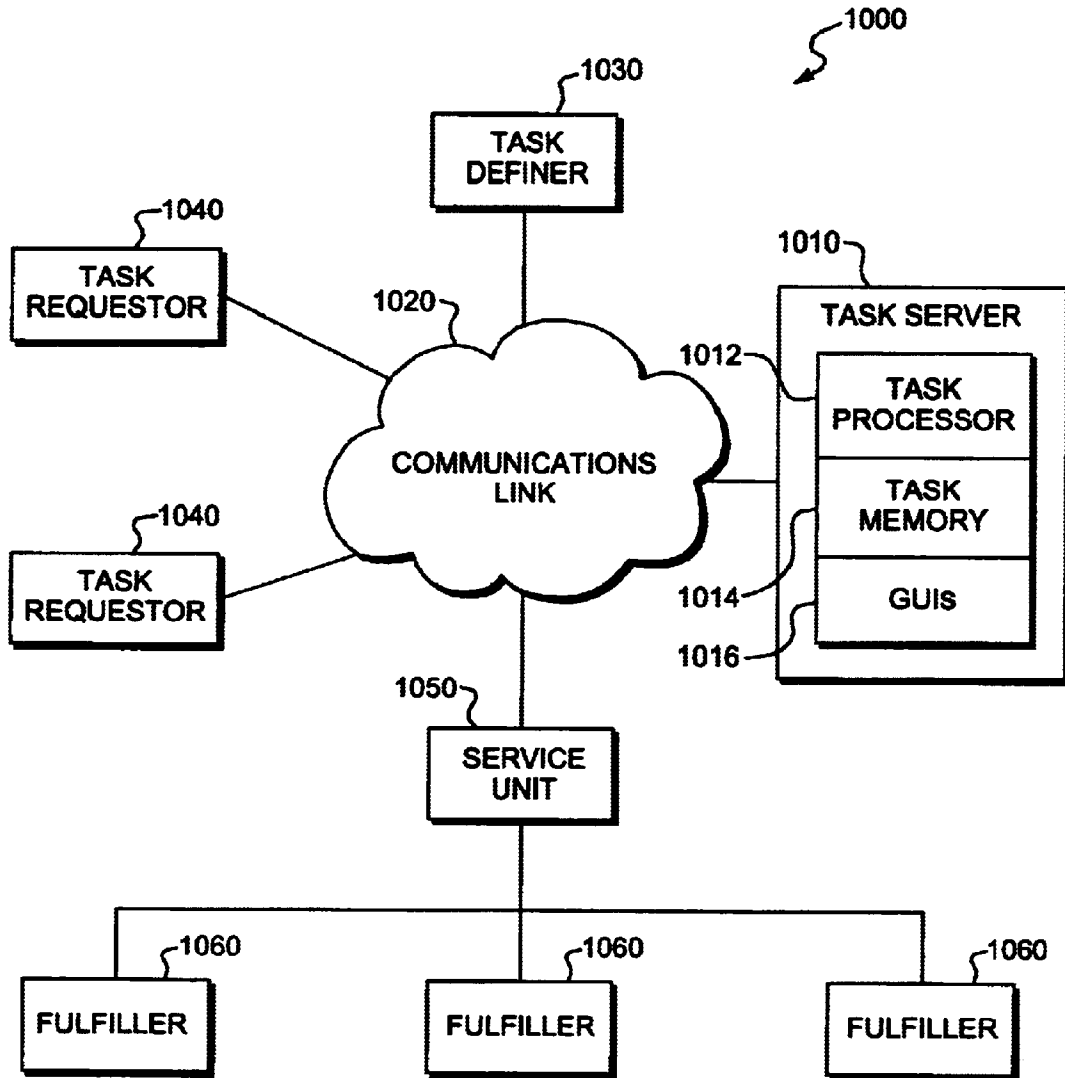 1000
1030
TASK
DEFINER
1040
TASK
REQUESTOR
1020
1010
TASK SERVER
1012
TASK
PROCESSOR
COMMUNICATIONS
LINK
TASK
MEMORY
1040
TASK
REQUESTOR
1014
GUIs
1016
1050
SERVICE
UNIT
1060
FULFILLER
1060
FULFILLER
1060
FULFILLER